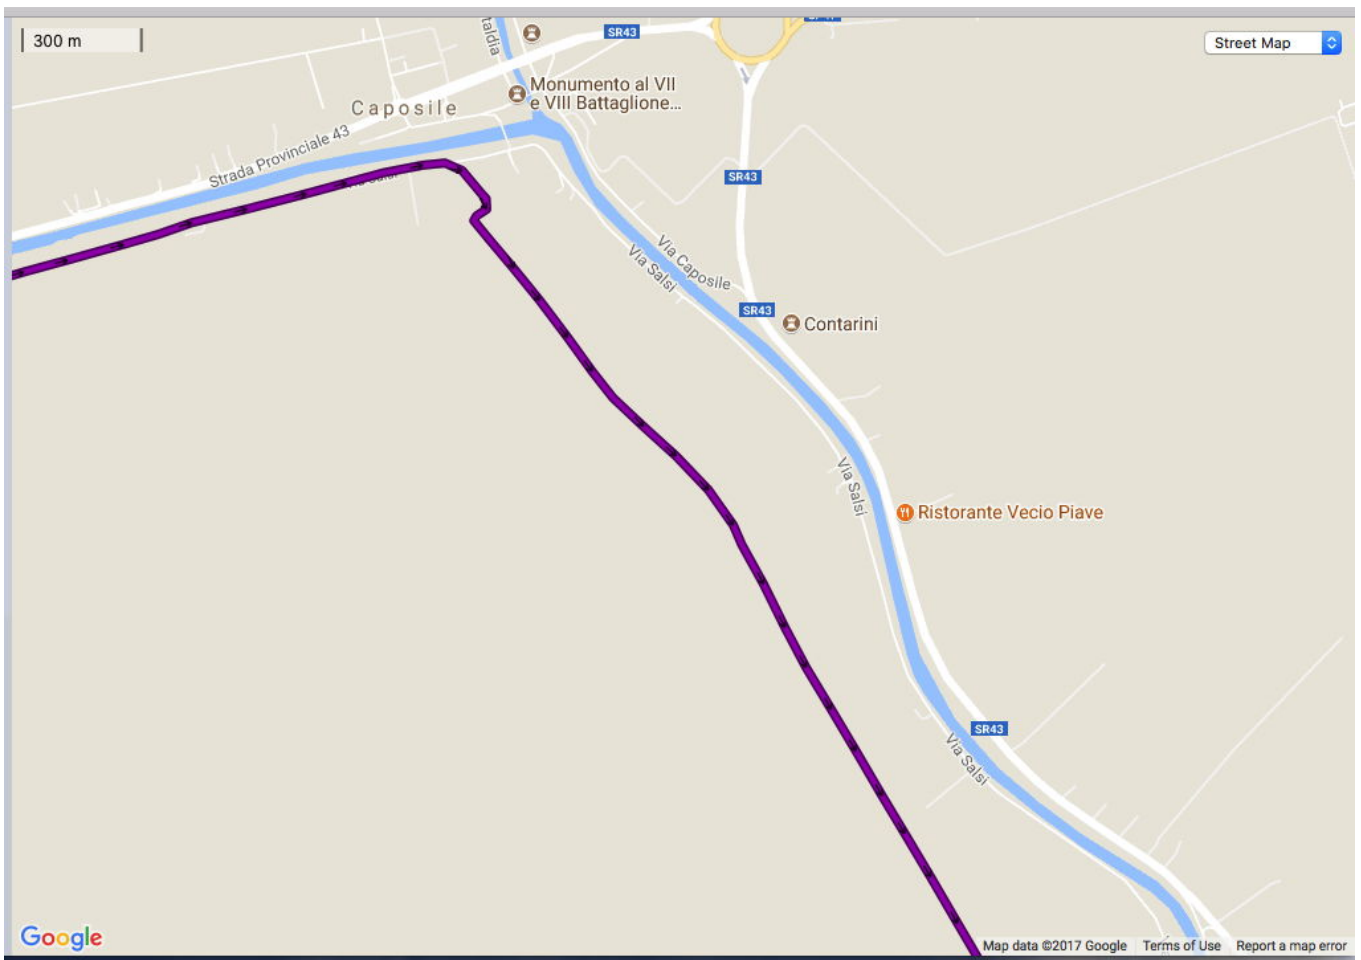 300 m
SR43
Street Map
Monumento al VII
e VIII Battaglione...
Caposile
Strada Provinciale 43
SR43
Via Caposile
Via Salsi
SR43
Contarini
Via Salsi
Ristorante Vecio Piave
SR43
Via Salsi
Google
Map data ©2017 Google
Terms of Use
Report a map error